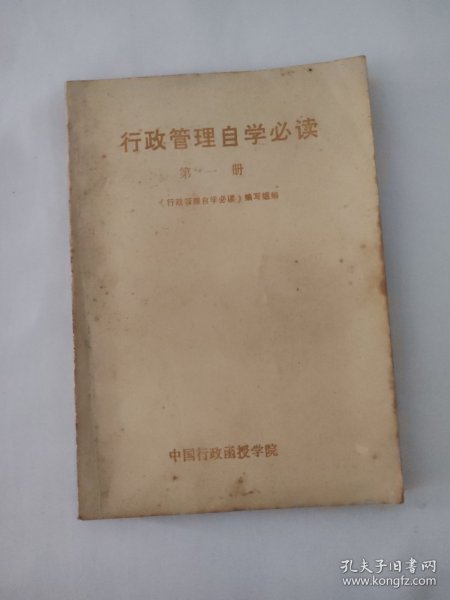 行政管理自学必读
第一册
《行政管理自学必读》编写组编
中国行政函授学院
孔夫子旧书网
www.kongfz.com